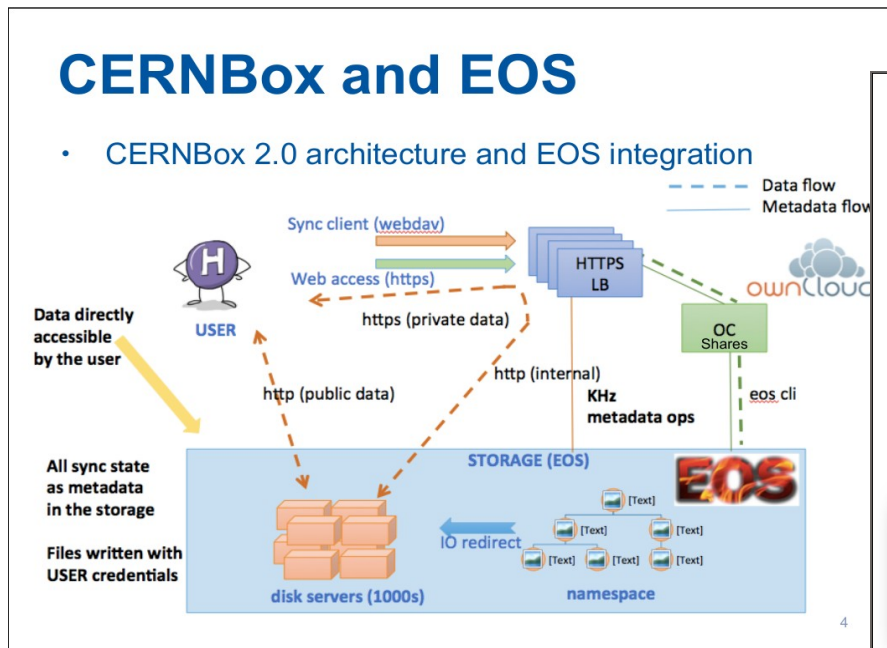 CERNBox and EOS
• CERNBox 2.0 architecture and EOS integration
Data flow
Metadata flow
Sync client (webdav)
H
HTTPS
LB
Web access (https)
ownCloud
USER
https (private data)
OC
Shares
Data directly
accessible
by the user
http (internal)
http (public data)
KHz
metadata ops
eos cli
STORAGE (EOS)
EOS
All sync state
as metadata
in the storage
[Text]
[Text]
[Text]
IO redirect
[Text]
[Text]
[Text]
Files written with
USER credentials
disk servers (1000s)
namespace
4